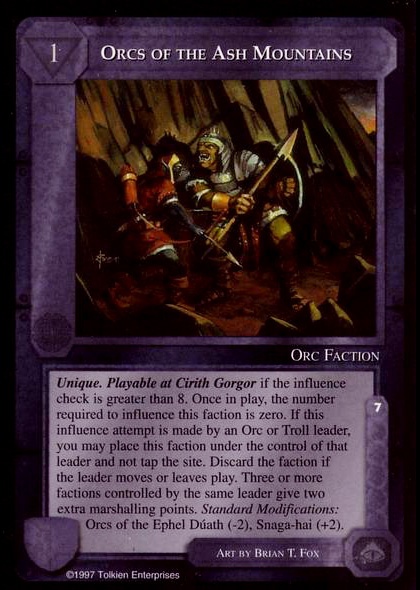 1
ORCS OF THE ASH MOUNTAINS
ORC FACTION
Unique. Playable at Cirith Gorgor if the influence
check is greater than 8. Once in play, the number
required to influence this faction is zero. If this
influence attempt is made by an Orc or Troll leader,
you may place this faction under the control of that
leader and not tap the site. Discard the faction if
the leader moves or leaves play. Three or more
factions controlled by the same leader give two
extra marshalling points. Standard Modifications:
Orcs of the Ephel Dúath (-2), Snaga-hai (+2).
7
ART BY BRIAN T. FOX
©1997 Tolkien Enterprises